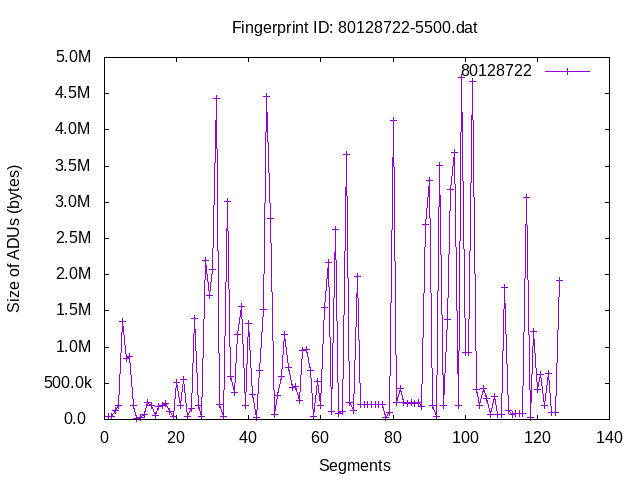 Fingerprint ID: 80128722-5500.dat
80128722
5.0M
4.5M
4.0M
3.5M
3.0M
2.5M
2.0M
1.5M
1.0M
500.0k
0.0
Size of ADUs (bytes)
0 20 40 60 80 100 120 140
Segments